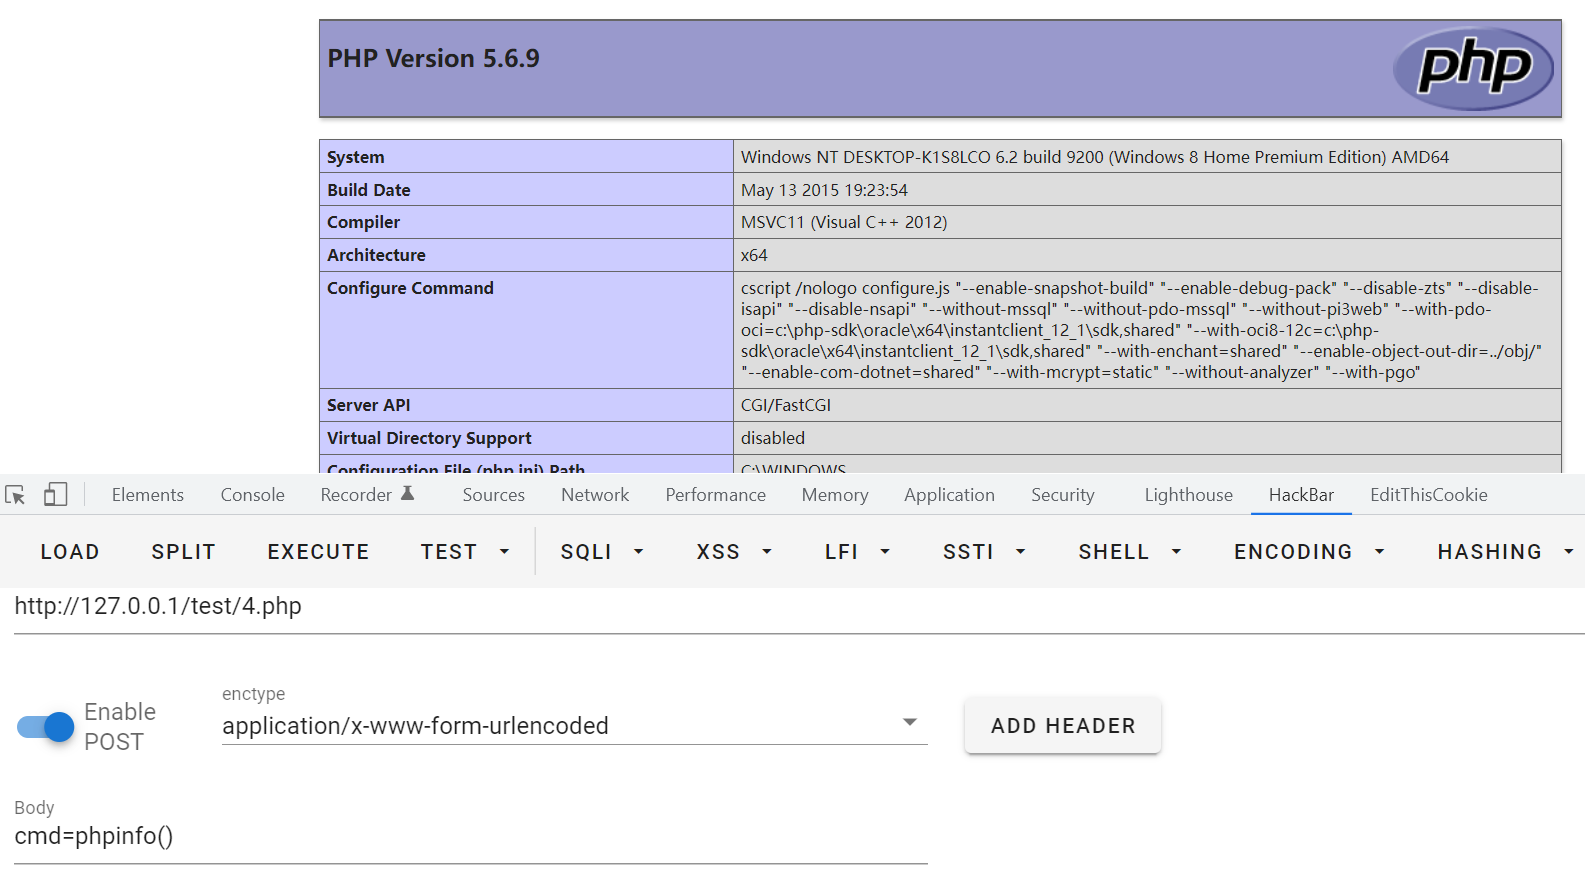 PHP Version 5.6.9
php
System Windows NT DESKTOP-K1S8LCO 6.2 build 9200 (Windows 8 Home Premium Edition) AMD64
Build Date May 13 2015 19:23:54
Compiler MSVC11 (Visual C++ 2012)
Architecture x64
Configure Command cscript /nologo configure.js "--enable-snapshot-build" "--enable-debug-pack" "--disable-zts" "--disable-
isapi" "--disable-nsapi" "--without-mssql" "--without-pdo-mssql" "--without-pi3web" "--with-pdo-
oci=c:\php-sdk\oracle\x64\instantclient_12_1\sdk,shared" "--with-oci8-12c=c:\php-
sdk\oracle\x64\instantclient_12_1\sdk,shared" "--with-enchant=shared" "--enable-object-out-dir=../obj/"
"--enable-com-dotnet=shared" "--with-mcrypt=static" "--without-analyzer" "--with-pgo"
Server API CGI/FastCGI
Virtual Directory Support disabled
Configuration File (php.ini) Path C:\WINDOWS
Elements Console Recorder Sources Network Performance Memory Application Security Lighthouse HackBar EditThisCookie
LOAD SPLIT EXECUTE TEST SQLI XSS LFI SSTI SHELL ENCODING HASHING
http://127.0.0.1/test/4.php
enctype
Enable
POST
application/x-www-form-urlencoded
ADD HEADER
Body
cmd=phpinfo()